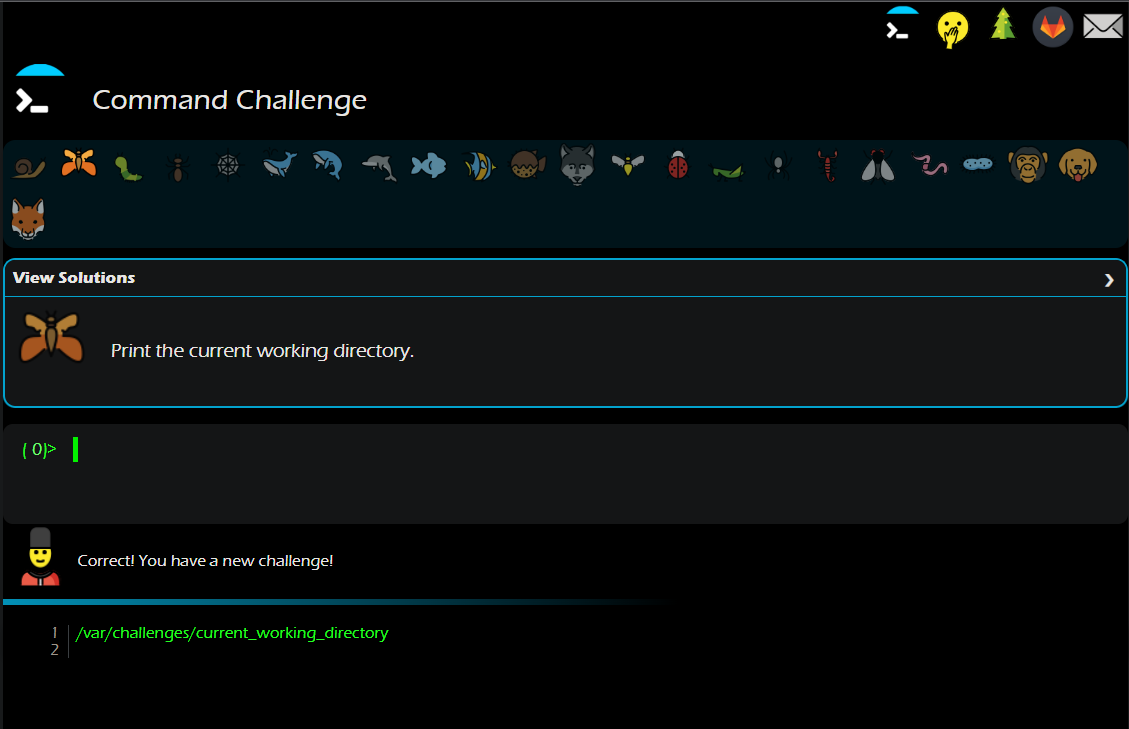 Command Challenge
View Solutions
Print the current working directory.
( 0)>
Correct! You have a new challenge!
1 /var/challenges/current_working_directory
2